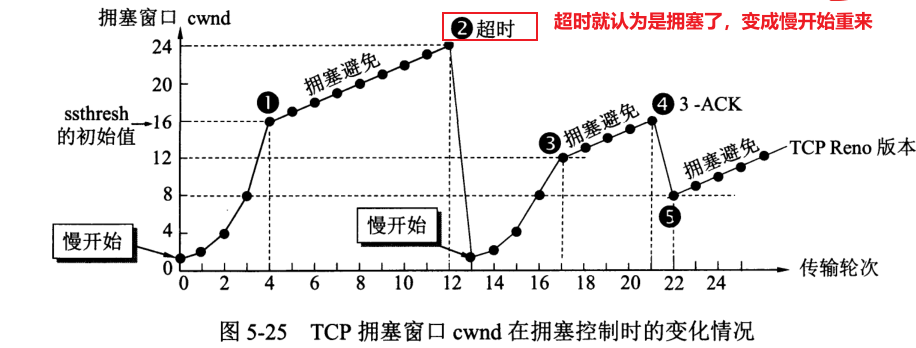 拥塞窗口 cwnd
❷超时
超时就认为是拥塞了，变成慢开始重来
24
20
16
12
8
4
0
ssthresh
的初始值
❶
拥塞避免
❸
拥塞避免
❹ 3 -ACK
拥塞避免
TCP Reno 版本
❺
慢开始
慢开始
0 2 4 6 8 10 12 14 16 18 20 22 24
传输轮次
图 5-25 TCP 拥塞窗口 cwnd 在拥塞控制时的变化情况